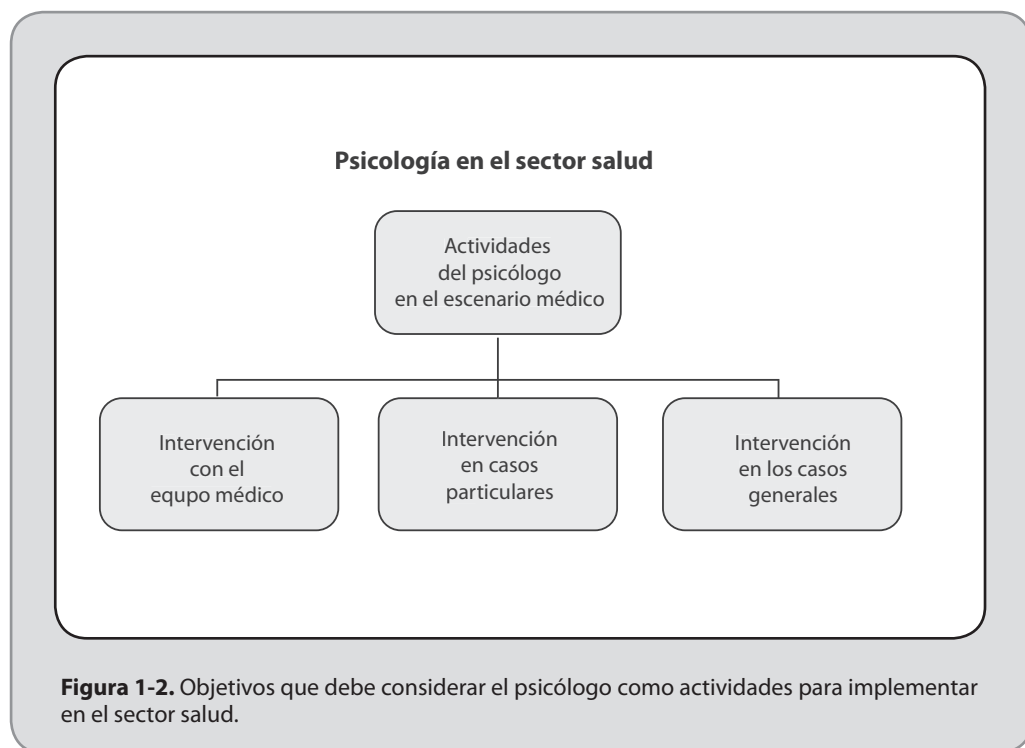 Psicología en el sector salud
Actividades
del psicólogo
en el escenario médico
Intervención
con el
equpo médico
Intervención
en casos
particulares
Intervención
en los casos
generales
Figura 1-2. Objetivos que debe considerar el psicólogo como actividades para implementar
en el sector salud.